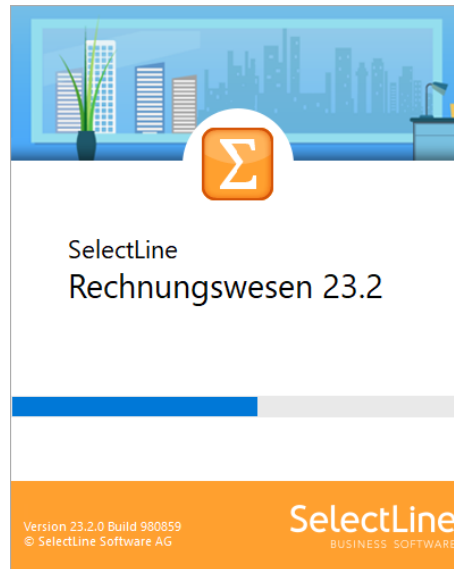 Σ
SelectLine
Rechnungswesen 23.2
Version 23.2.0 Build 980859
© SelectLine Software AG
SelectLine
BUSINESS SOFTWARE